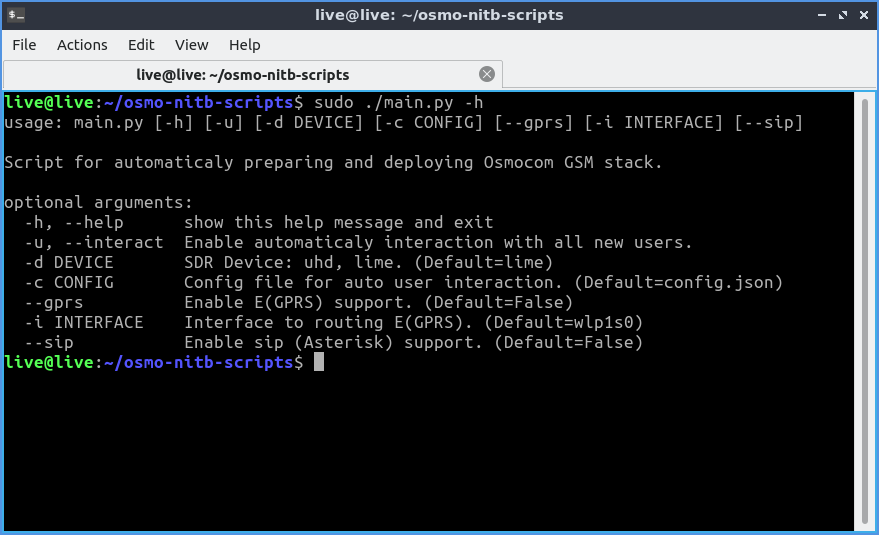 live@live: ~/osmo-nitb-scripts
File Actions Edit View Help
live@live: ~/osmo-nitb-scripts
live@live:~/osmo-nitb-scripts$ sudo ./main.py -h
usage: main.py [-h] [-u] [-d DEVICE] [-c CONFIG] [--gprs] [-i INTERFACE] [--sip]

Script for automaticaly preparing and deploying Osmocom GSM stack.

optional arguments:
  -h, --help      show this help message and exit
  -u, --interact  Enable automaticaly interaction with all new users.
  -d DEVICE       SDR Device: uhd, lime. (Default=lime)
  -c CONFIG       Config file for auto user interaction. (Default=config.json)
  --gprs          Enable E(GPRS) support. (Default=False)
  -i INTERFACE    Interface to routing E(GPRS). (Default=wlp1s0)
  --sip           Enable sip (Asterisk) support. (Default=False)
live@live:~/osmo-nitb-scripts$